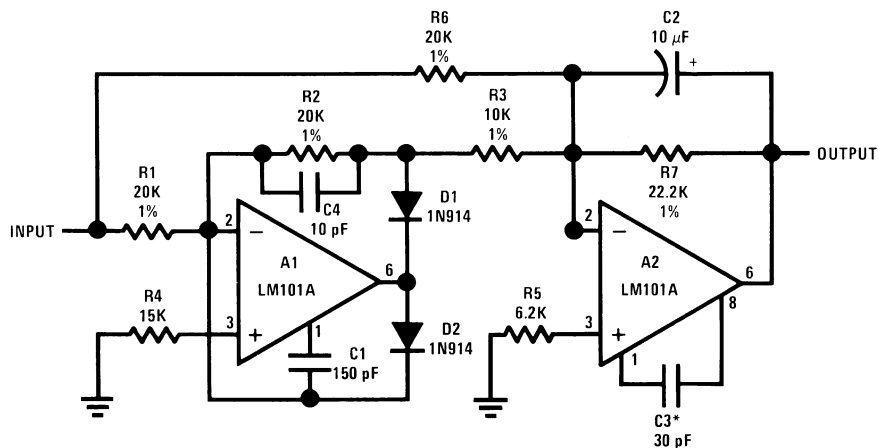 R6
20K
1%
C2
10 μF
+
R2
20K
1%
R3
10K
1%
R1
20K
1%
C4
10 pF
D1
1N914
R7
22.2K
1%
OUTPUT
INPUT
2
−
A1
LM101A
6
3
+
1
R4
15K
C1
150 pF
D2
1N914
2
−
A2
LM101A
6
8
R5
6.2K
3
+
1
C3*
30 pF